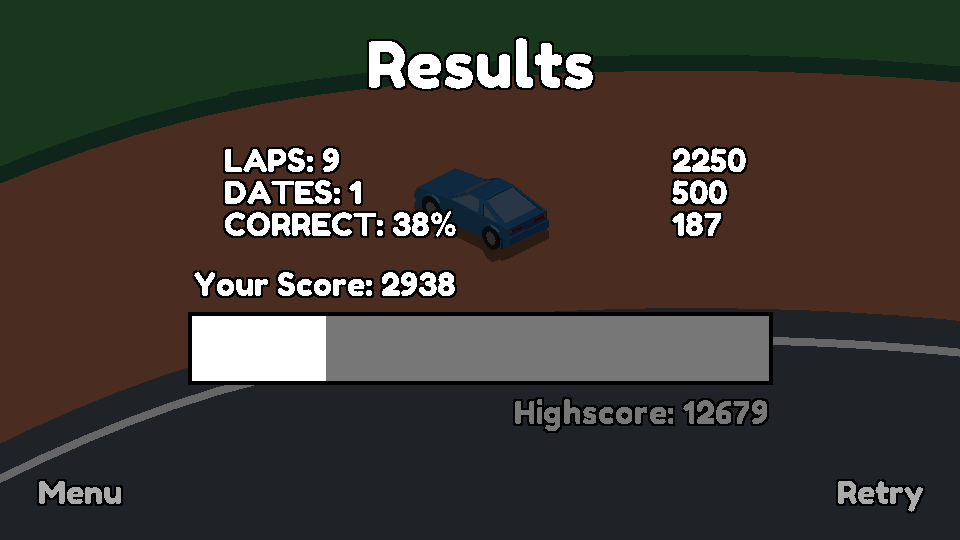 Results
LAPS: 9 2250
DATES: 1 500
CORRECT: 38% 187
Your Score: 2938
Highscore: 12679
Menu Retry